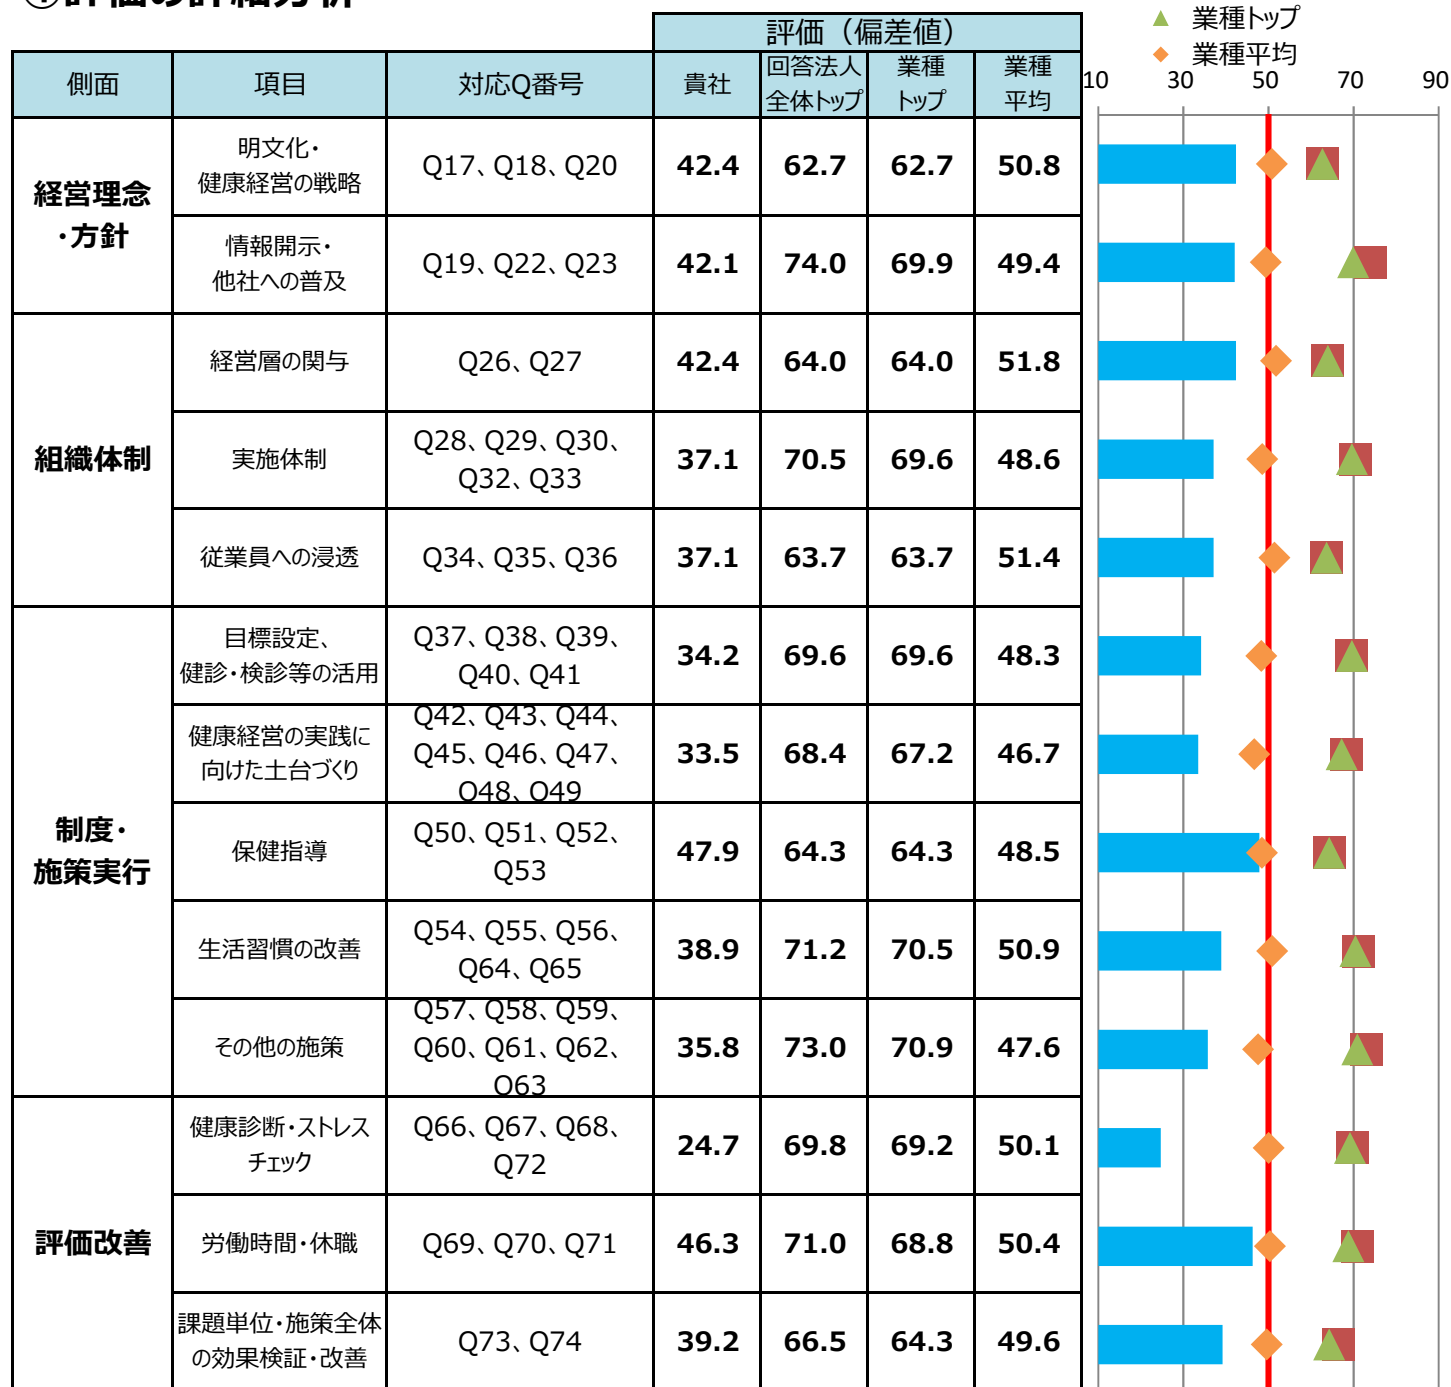 ①評価の詳細分析
▲ 業種トップ
◆ 業種平均
評価（偏差値）
側面 項目 対応Q番号 貴社 回答法人全体トップ 業種トップ 業種平均
10 30 50 70 90
経営理念・方針
明文化・健康経営の戦略 Q17、Q18、Q20 42.4 62.7 62.7 50.8
情報開示・他社への普及 Q19、Q22、Q23 42.1 74.0 69.9 49.4
組織体制
経営層の関与 Q26、Q27 42.4 64.0 64.0 51.8
実施体制 Q28、Q29、Q30、Q32、Q33 37.1 70.5 69.6 48.6
従業員への浸透 Q34、Q35、Q36 37.1 63.7 63.7 51.4
制度・施策実行
目標設定、健診・検診等の活用 Q37、Q38、Q39、Q40、Q41 34.2 69.6 69.6 48.3
健康経営の実践に向けた土台づくり Q42、Q43、Q44、Q45、Q46、Q47、Q48、Q49 33.5 68.4 67.2 46.7
保健指導 Q50、Q51、Q52、Q53 47.9 64.3 64.3 48.5
生活習慣の改善 Q54、Q55、Q56、Q64、Q65 38.9 71.2 70.5 50.9
その他の施策 Q57、Q58、Q59、Q60、Q61、Q62、Q63 35.8 73.0 70.9 47.6
評価改善
健康診断・ストレスチェック Q66、Q67、Q68、Q72 24.7 69.8 69.2 50.1
労働時間・休職 Q69、Q70、Q71 46.3 71.0 68.8 50.4
課題単位・施策全体の効果検証・改善 Q73、Q74 39.2 66.5 64.3 49.6